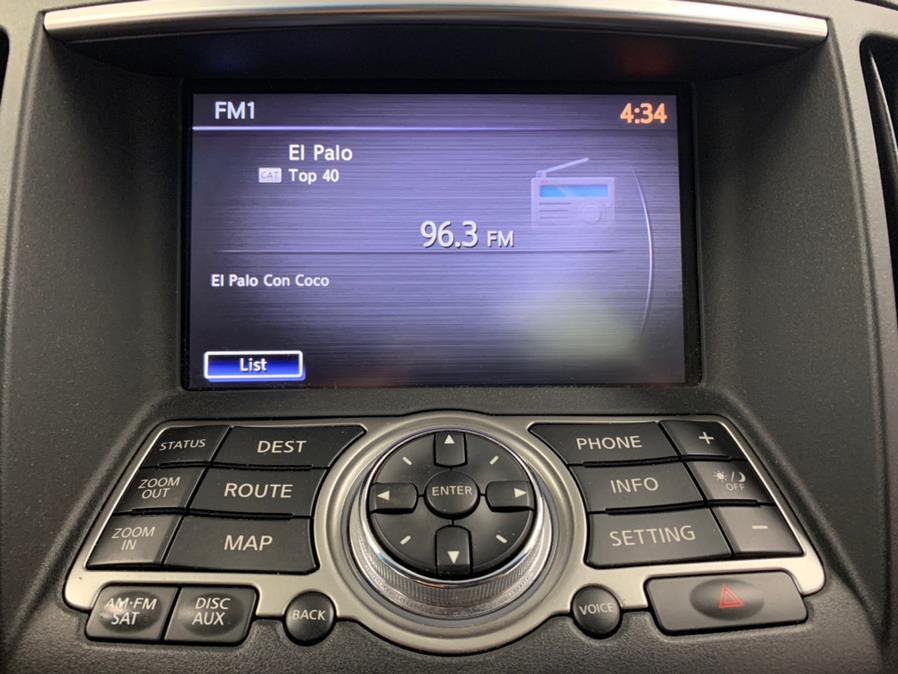 FM1 4:34
El Palo
CAT Top 40
96.3 FM
El Palo Con Coco
List
STATUS DEST PHONE +
ZOOM OUT ROUTE ENTER INFO OFF
ZOOM IN MAP SETTING −
AM·FM SAT DISC AUX BACK VOICE